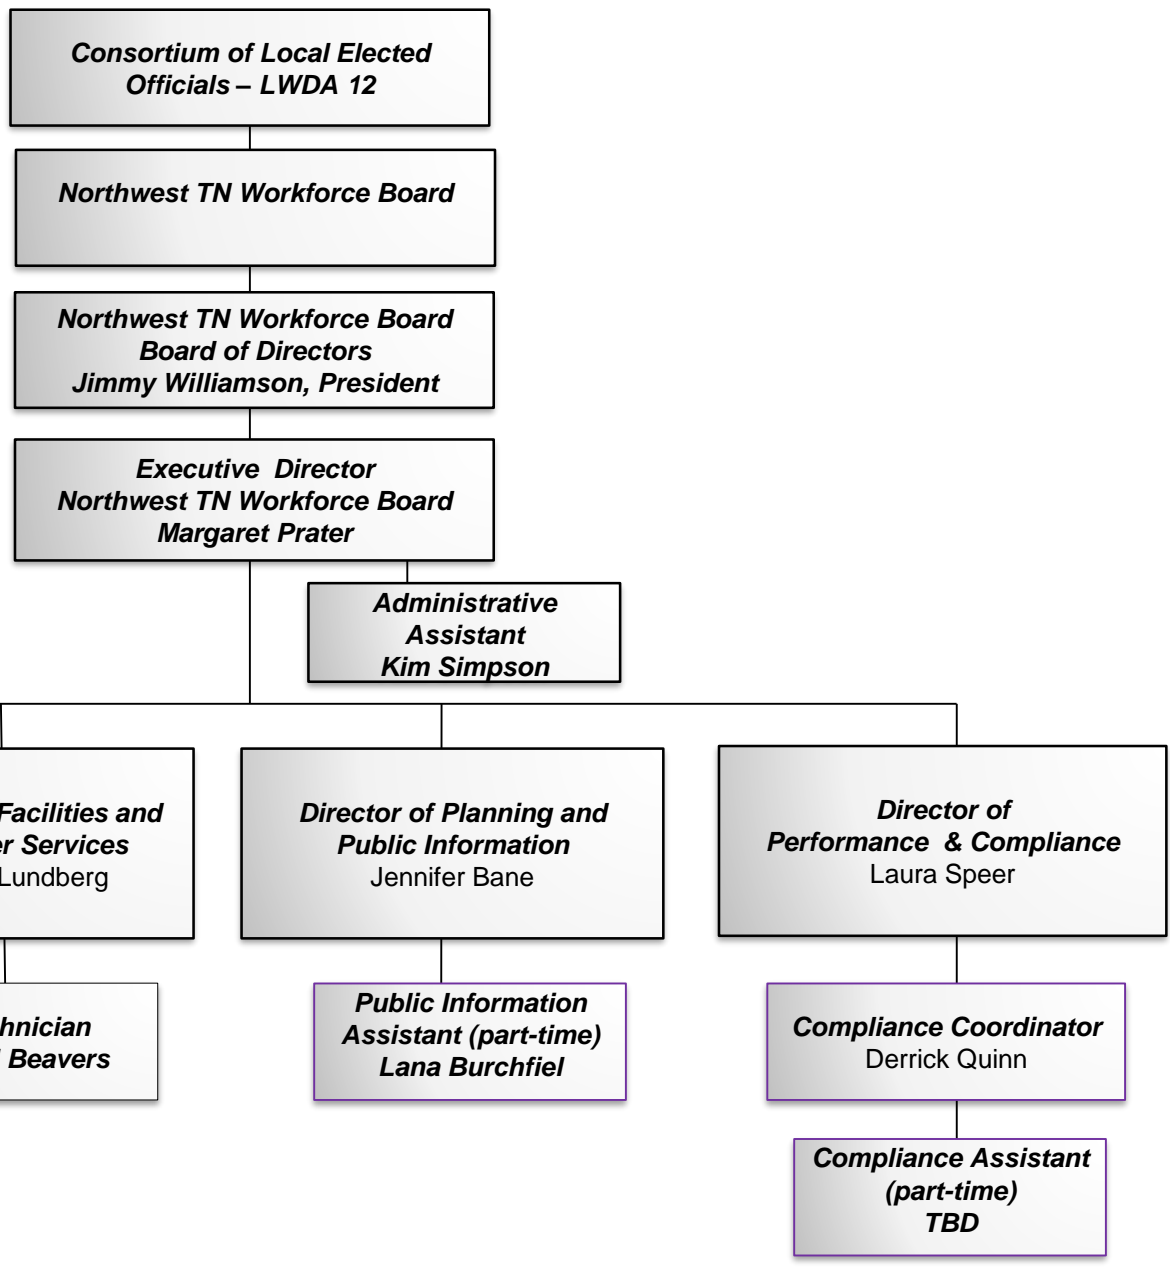 Consortium of Local Elected
Officials – LWDA 12
Northwest TN Workforce Board
Northwest TN Workforce Board
Board of Directors
Jimmy Williamson, President
Executive Director
Northwest TN Workforce Board
Margaret Prater
Administrative
Assistant
Kim Simpson
Facilities and
Services
Lundberg
Director of Planning and
Public Information
Jennifer Bane
Director of
Performance & Compliance
Laura Speer
Beavers
Public Information
Assistant (part-time)
Lana Burchfiel
Compliance Coordinator
Derrick Quinn
Compliance Assistant
(part-time)
TBD